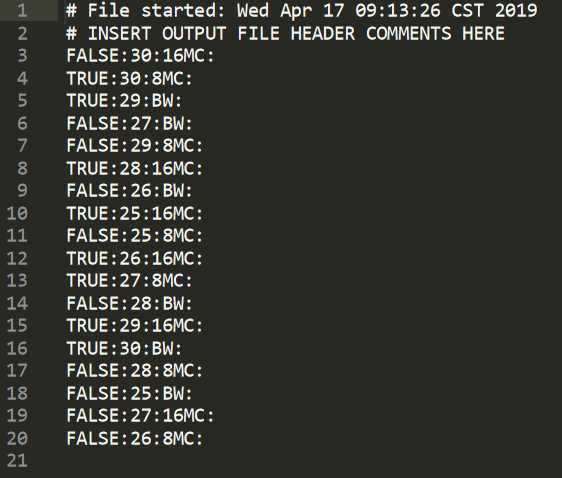 1 # File started: Wed Apr 17 09:13:26 CST 2019
2 # INSERT OUTPUT FILE HEADER COMMENTS HERE
3 FALSE:30:16MC:
4 TRUE:30:8MC:
5 TRUE:29:BW:
6 FALSE:27:BW:
7 FALSE:29:8MC:
8 TRUE:28:16MC:
9 FALSE:26:BW:
10 TRUE:25:16MC:
11 FALSE:25:8MC:
12 TRUE:26:16MC:
13 TRUE:27:8MC:
14 FALSE:28:BW:
15 TRUE:29:16MC:
16 TRUE:30:BW:
17 FALSE:28:8MC:
18 FALSE:25:BW:
19 FALSE:27:16MC:
20 FALSE:26:8MC:
21